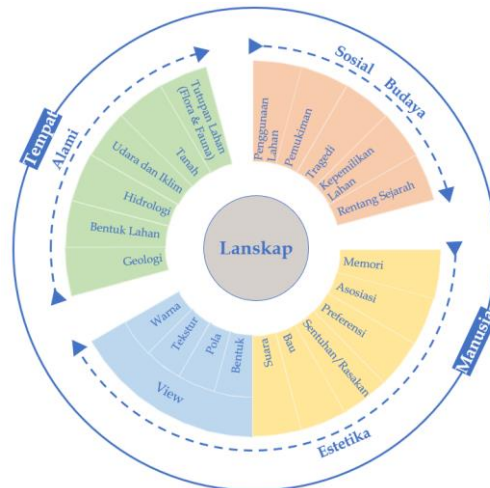 Tempat
Alami
Tutupan Lahan
(Flora & Fauna)
Tanah
Udara dan Iklim
Hidrologi
Bentuk Lahan
Geologi
Sosial Budaya
Penggunaan
Lahan
Pemukiman
Tragedi
Kepemilikan
Lahan
Rentang Sejarah
Lanskap
Memori
Asosiasi
Preferensi
Sentuhan/Rasakan
Bau
Suara
Manusia
Estetika
Warna
Tekstur
Pola
Bentuk
View